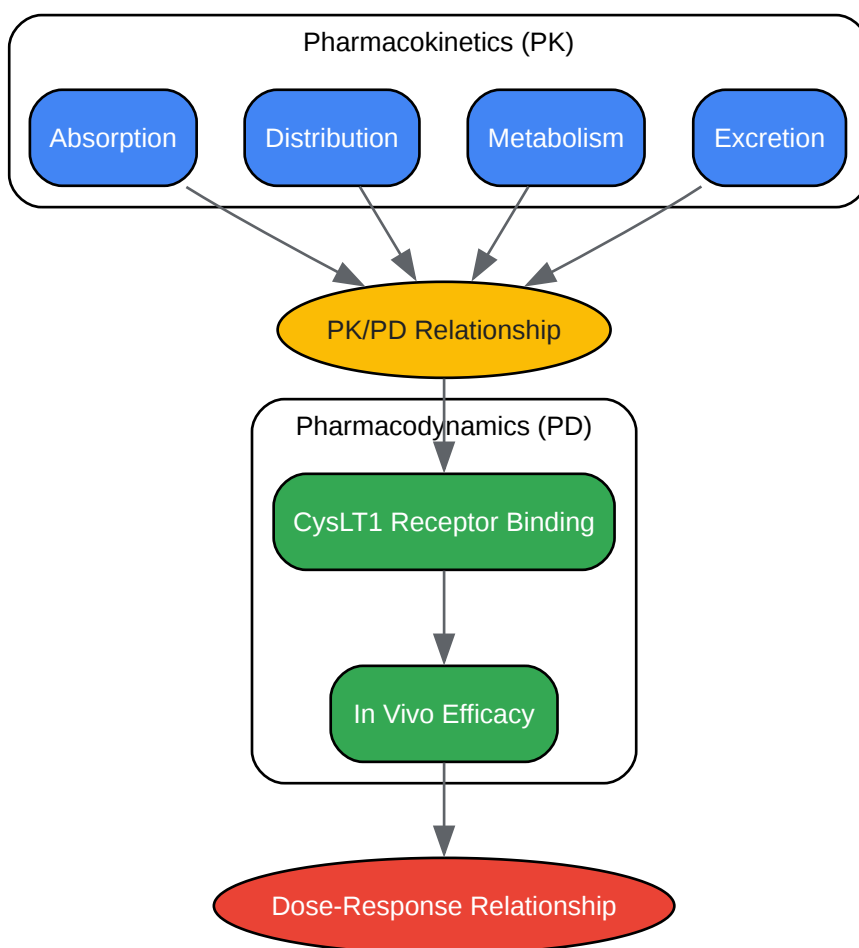 Pharmacokinetics (PK)
Absorption
Distribution
Metabolism
Excretion
PK/PD Relationship
Pharmacodynamics (PD)
CysLT1 Receptor Binding
In Vivo Efficacy
Dose-Response Relationship